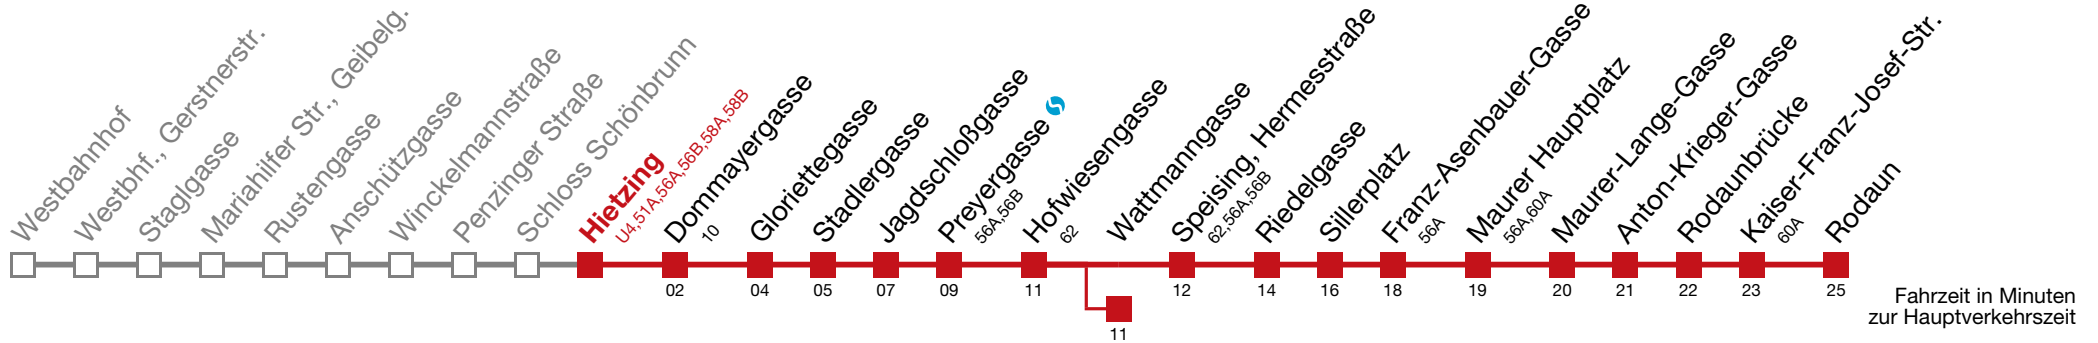 Westbahnhof
Westbhf., Gerstnerstr.
Staglgasse
Mariahilfer Str., Geibelg.
Rustengasse
Anschützgasse
Winckelmannstraße
Penzinger Straße
Schloss Schönbrunn
Hietzing
U4,51A,56A,56B,58A,58B
Dommayergasse
10
Gloriettegasse
Stadlergasse
Jagdschloßgasse
Preyergasse
56A,56B
Hofwiesengasse
62
Wattmanngasse
Speising, Hermesstraße
62,56A,56B
Riedelgasse
Sillerplatz
Franz-Asenbauer-Gasse
56A
Maurer Hauptplatz
56A,60A
Maurer-Lange-Gasse
Anton-Krieger-Gasse
Rodaunbrücke
Kaiser-Franz-Josef-Str.
60A
Rodaun
02 04 05 07 09 11 12 14 16 18 19 20 21 22 23 25
11
Fahrzeit in Minuten
zur Hauptverkehrszeit